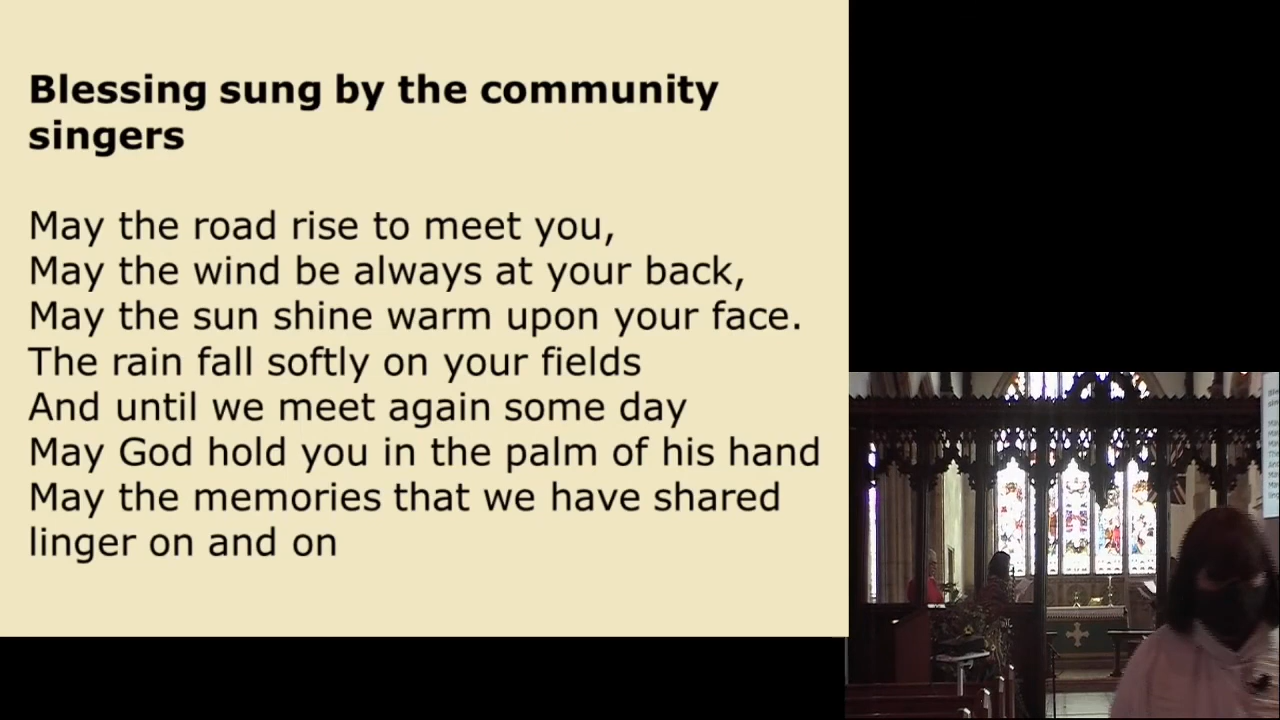 Blessing sung by the community
singers
May the road rise to meet you,
May the wind be always at your back,
May the sun shine warm upon your face.
The rain fall softly on your fields
And until we meet again some day
May God hold you in the palm of his hand
May the memories that we have shared
linger on and on